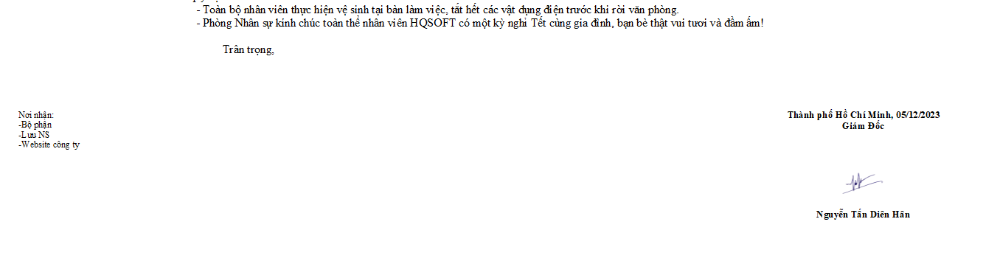 - Toàn bộ nhân viên thực hiện vệ sinh tại bàn làm việc, tắt hết các vật dụng điện trước khi rời văn phòng.
- Phòng Nhân sự kính chúc toàn thể nhân viên HQSOFT có một kỳ nghỉ Tết cùng gia đình, bạn bè thật vui tươi và đầm ấm!
Trân trọng,
Nơi nhận:
-Bộ phận
-Lưu NS
-Website công ty
Thành phố Hồ Chí Minh, 05/12/2023
Giám Đốc
Nguyễn Tấn Diên Hân